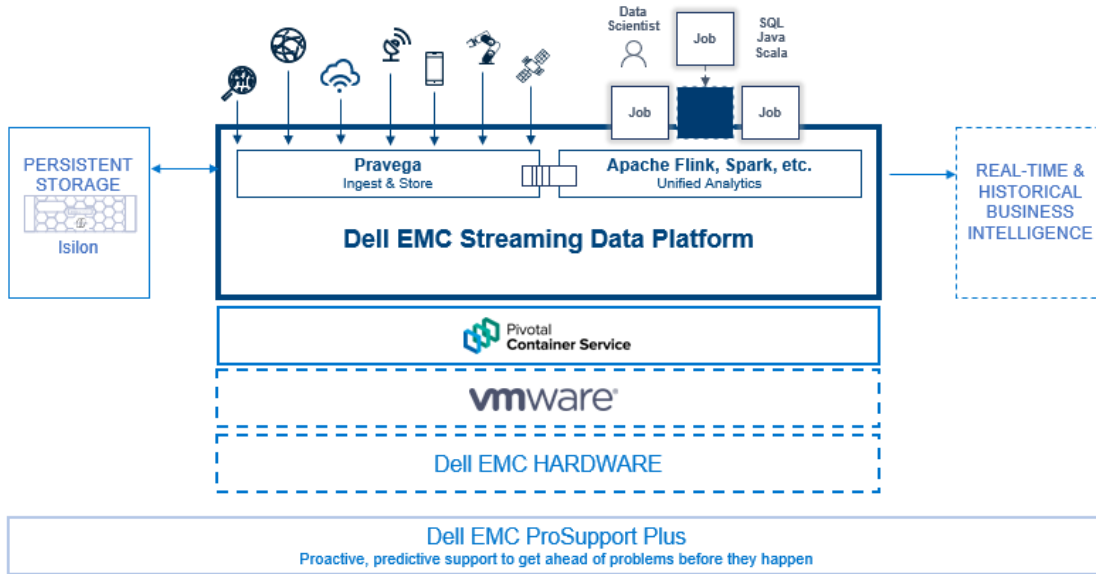 Data
Scientist
Job
SQL
Java
Scala
Job
Job
PERSISTENT
STORAGE
Isilon
Pravega
Ingest & Store
Apache Flink, Spark, etc.
Unified Analytics
Dell EMC Streaming Data Platform
REAL-TIME &
HISTORICAL
BUSINESS
INTELLIGENCE
Pivotal
Container Service
vmware®
Dell EMC HARDWARE
Dell EMC ProSupport Plus
Proactive, predictive support to get ahead of problems before they happen